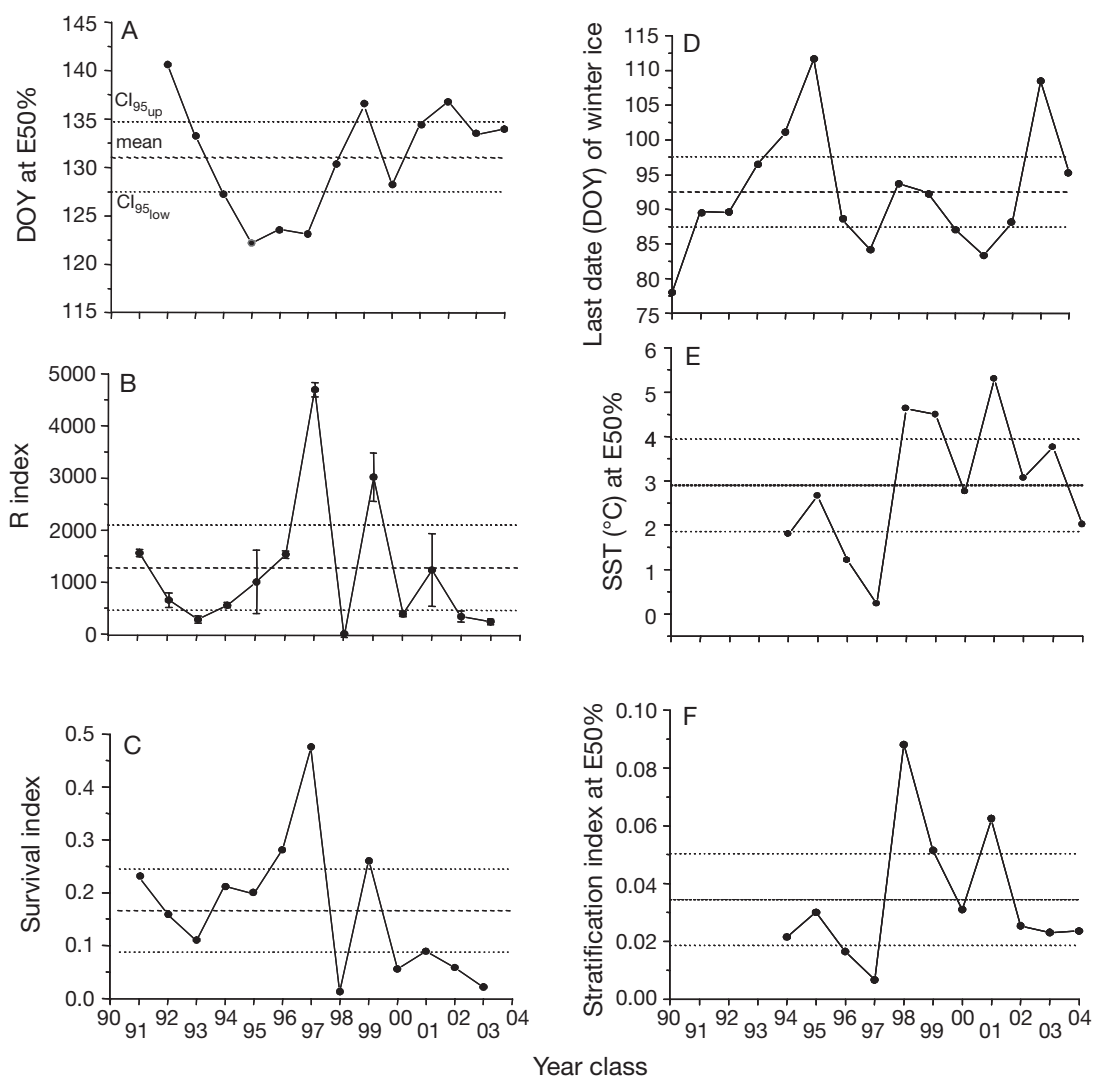 A
DOY at E50%
145
140
135
130
125
120
115
CI95up
mean
CI95low
B
R index
5000
4000
3000
2000
1000
0
C
Survival index
0.5
0.4
0.3
0.2
0.1
0.0
90 92 94 96 98 00 02 04
91 93 95 97 99 01 03
D
Last date (DOY) of winter ice
115
110
105
100
95
90
85
80
75
E
SST (°C) at E50%
6
5
4
3
2
1
0
F
Stratification index at E50%
0.10
0.08
0.06
0.04
0.02
0.00
90 92 94 96 98 00 02 04
91 93 95 97 99 01 03
Year class